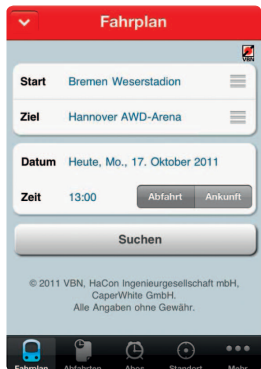 Fahrplan
VBN
Start Bremen Weserstadion
Ziel Hannover AWD-Arena
Datum Heute, Mo., 17. Oktober 2011
Zeit 13:00 Abfahrt Ankunft
Suchen
© 2011 VBN, HaCon Ingenieurgesellschaft mbH,
CaperWhite GmbH.
Alle Angaben ohne Gewähr.
Fahrplan Abfahrten Abos Standort Mehr